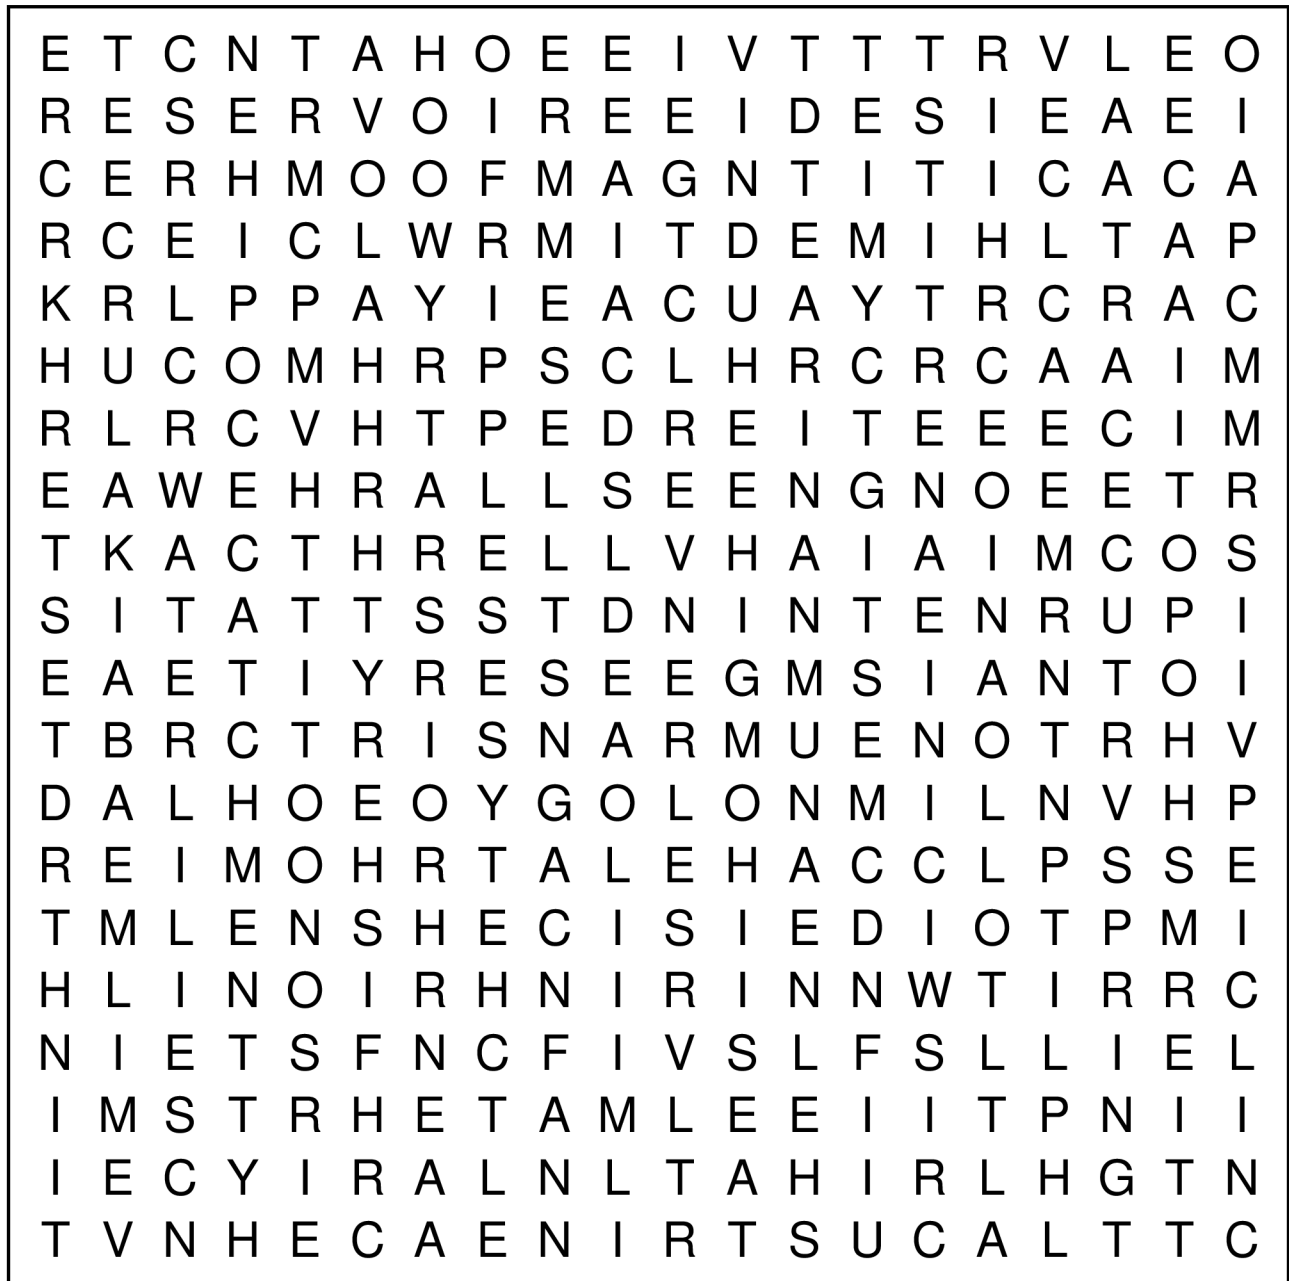 E T C N T A H O E E I V T T T R V L E O
R E S E R V O I R E E I D E S I E A E I
C E R H M O O F M A G N T I T I C A C A
R C E I C L W R M I T D E M I H L T A P
K R L P P A Y I E A C U A Y T R C R A C
H U C O M H R P S C L H R C R C A A I M
R L R C V H T P E D R E I T E E E C I M
E A W E H R A L L S E E N G N O E E T R
T K A C T H R E L L V H A I A I M C O S
S I T A T T S S T D N I N T E N R U P I
E A E T I Y R E S E E G M S I A N T O I
T B R C T R I S N A R M U E N O T R H V
D A L H O E O Y G O L O N M I L N V H P
R E I M O H R T A L E H A C C L P S S E
T M L E N S H E C I S I E D I O T P M I
H L I N O I R H N I R I N N W T I R R C
N I E T S F N C F I V S L F S L L I E L
I M S T R H E T A M L E E I I T P N I I
I E C Y I R A L N L T A H I R L H G T N
T V N H E C A E N I R T S U C A L T T C